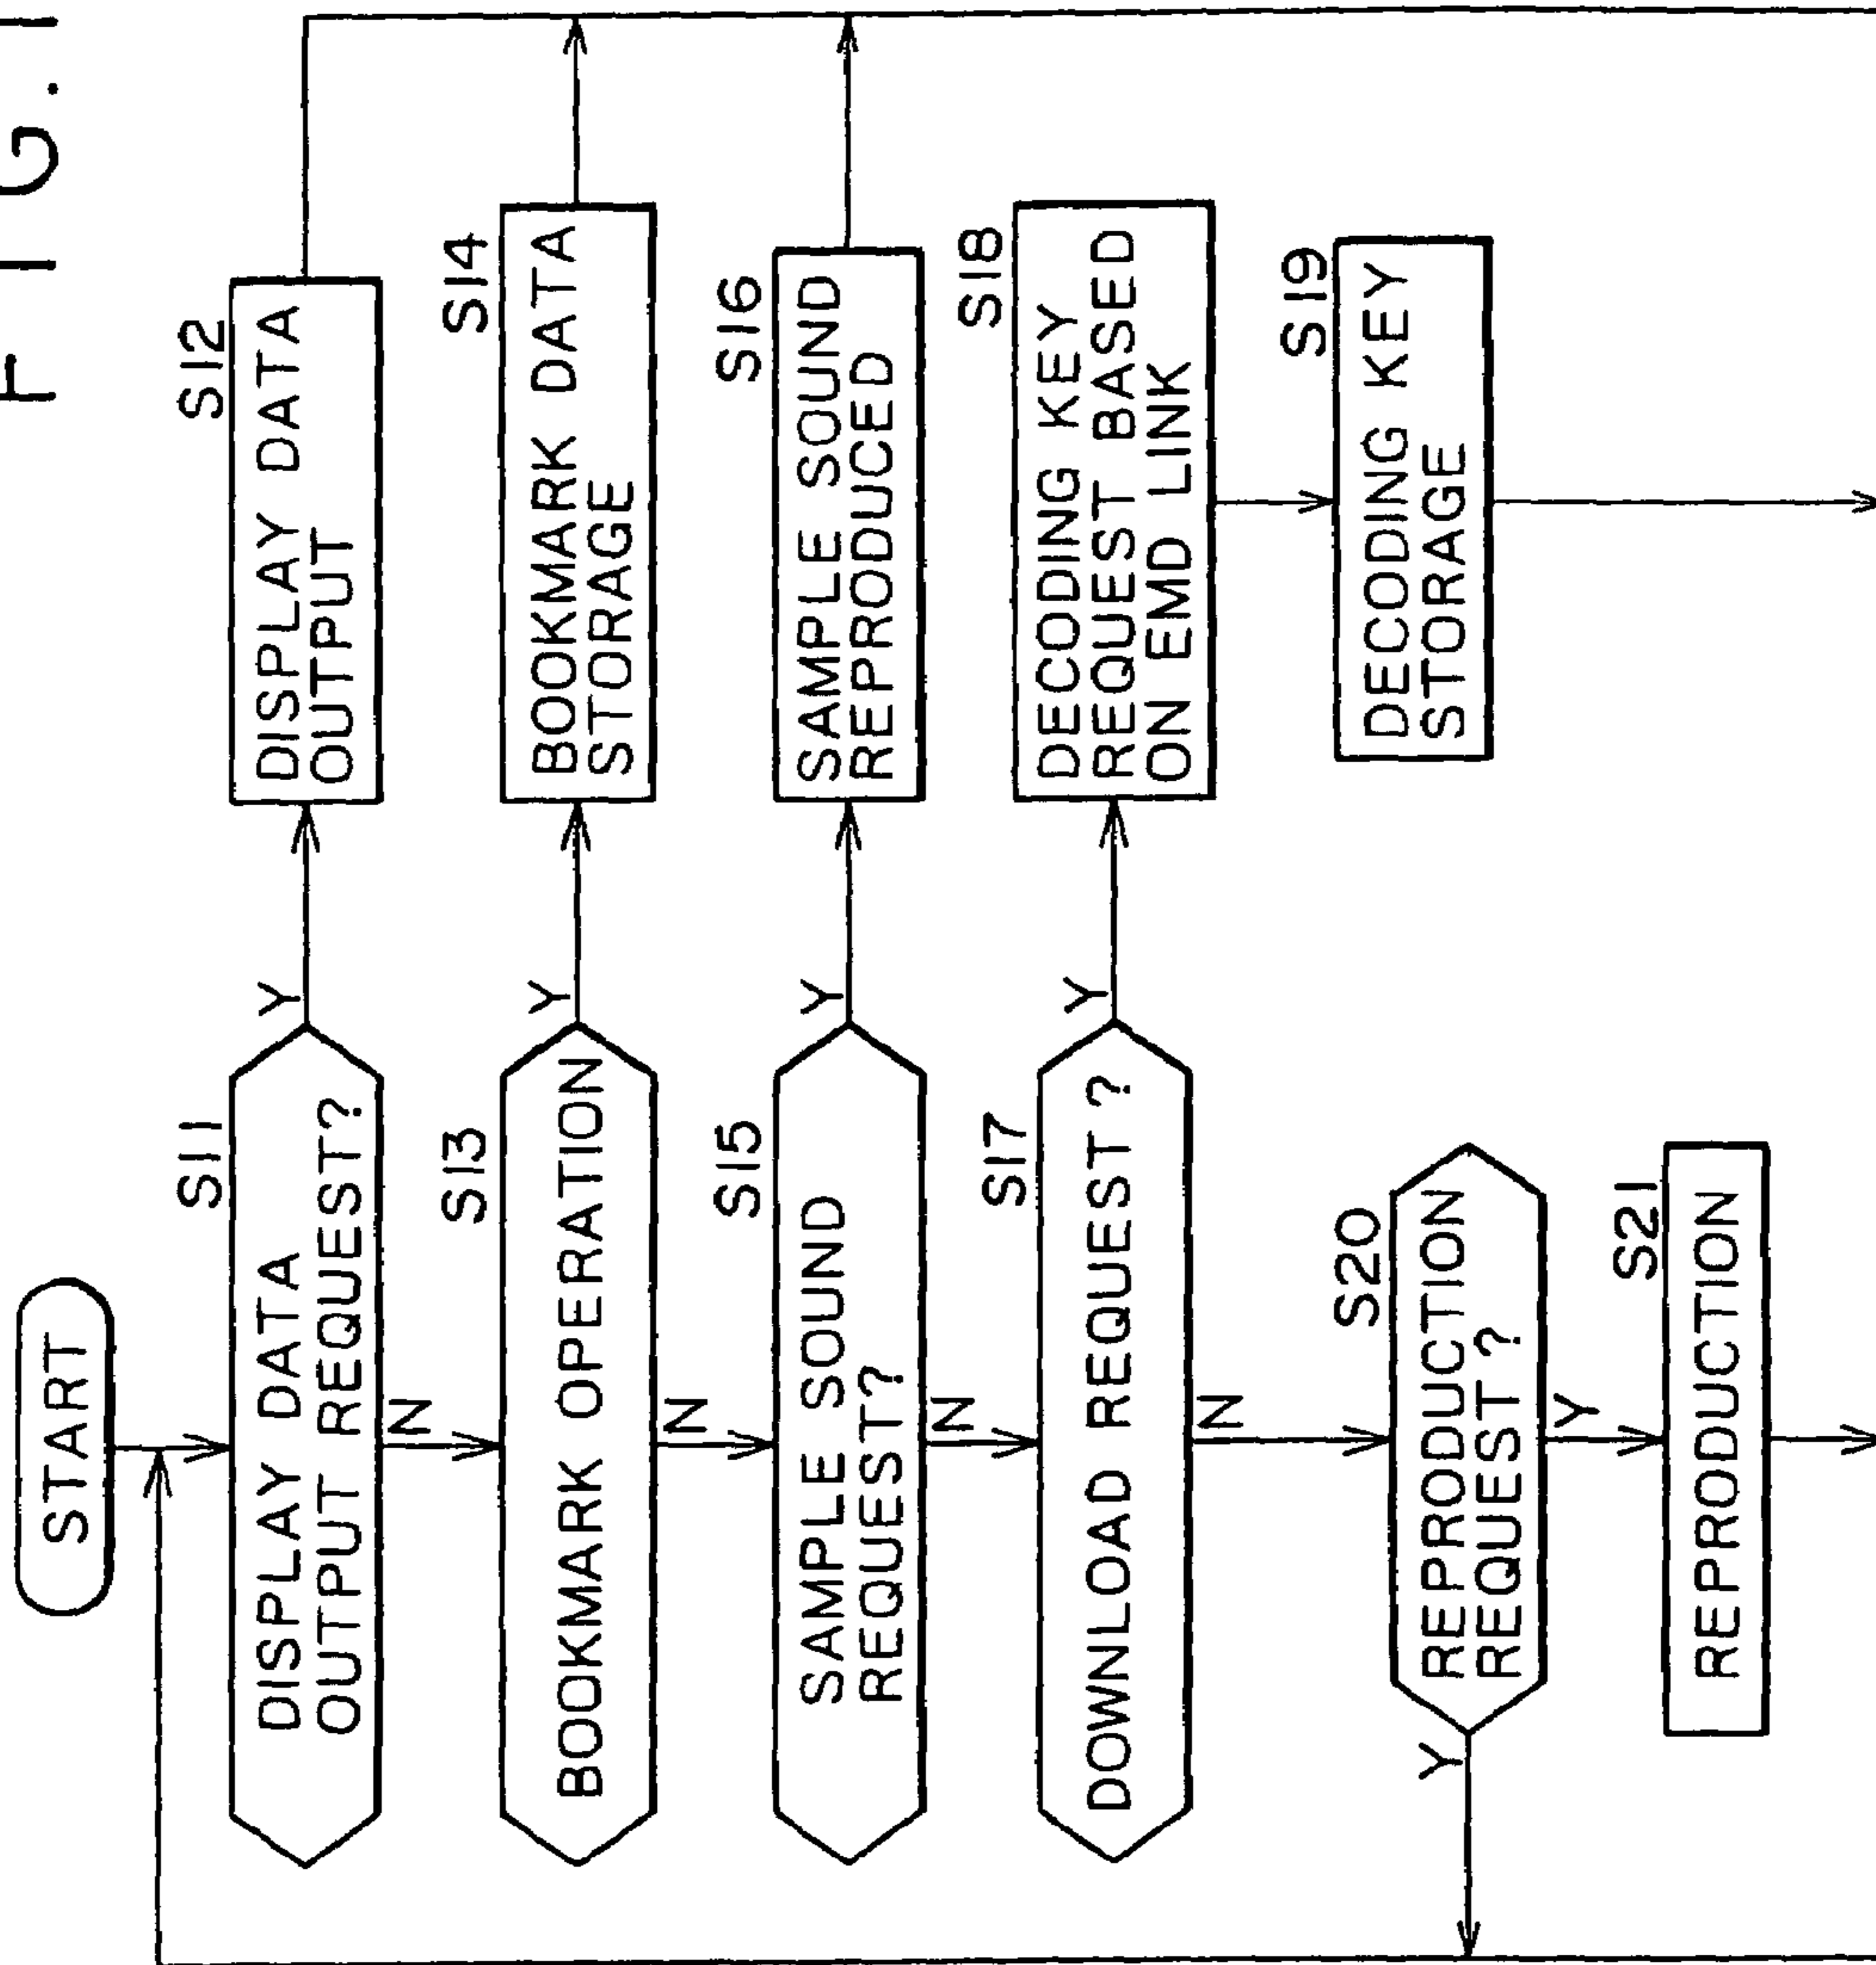 FIG. 1
START
S11
DISPLAY DATA
OUTPUT REQUEST?
Y
N
S12
DISPLAY DATA
OUTPUT
S13
BOOKMARK OPERATION
Y
N
S14
BOOKMARK DATA
STORAGE
S15
SAMPLE SOUND
REQUEST?
Y
N
S16
SAMPLE SOUND
REPRODUCED
S17
DOWNLOAD REQUEST?
Y
N
S18
DECODING KEY
REQUEST BASED
ON EMD LINK
S19
DECODING KEY
STORAGE
S20
REPRODUCTION
REQUEST?
Y
Y
S21
REPRODUCTION